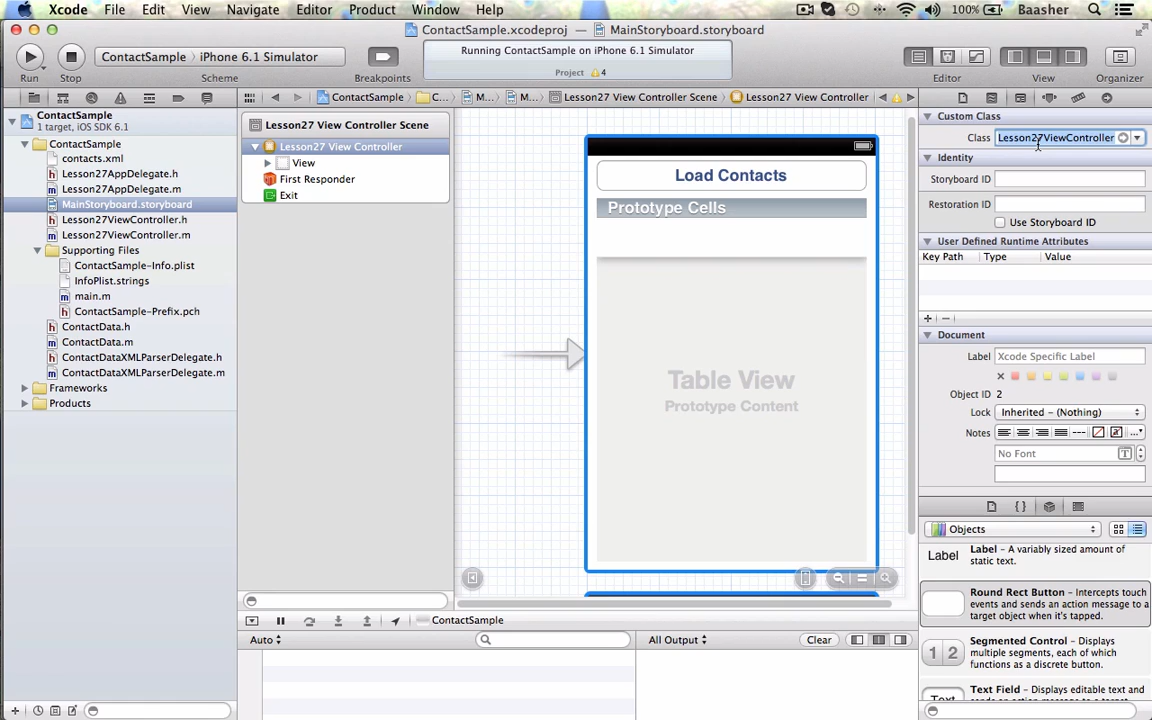 Xcode File Edit View Navigate Editor Product Window Help 100% Baasher
ContactSample.xcodeproj — MainStoryboard.storyboard
ContactSample iPhone 6.1 Simulator
Running ContactSample on iPhone 6.1 Simulator
Project 4
Run Stop Scheme Breakpoints Editor View Organizer
ContactSample C... M... M... Lesson27 View Controller Scene Lesson27 View Controller
ContactSample
1 target, iOS SDK 6.1
ContactSample
contacts.xml
Lesson27AppDelegate.h
Lesson27AppDelegate.m
MainStoryboard.storyboard
Lesson27ViewController.h
Lesson27ViewController.m
Supporting Files
ContactSample-Info.plist
InfoPlist.strings
main.m
ContactSample-Prefix.pch
ContactData.h
ContactData.m
ContactDataXMLParserDelegate.h
ContactDataXMLParserDelegate.m
Frameworks
Products
Lesson27 View Controller Scene
Lesson27 View Controller
View
First Responder
Exit
Load Contacts
Prototype Cells
Table View
Prototype Content
Custom Class
Class Lesson27ViewController
Identity
Storyboard ID
Restoration ID
Use Storyboard ID
User Defined Runtime Attributes
Key Path Type Value
Document
Label Xcode Specific Label
Object ID 2
Lock Inherited – (Nothing)
Notes
No Font
Objects
Label Label – A variably sized amount of
static text.
Round Rect Button – Intercepts touch
events and sends an action message to a
target object when it's tapped.
1 2 Segmented Control – Displays
multiple segments, each of which
functions as a discrete button.
Text Text Field – Displays editable text and
ContactSample
Auto All Output Clear